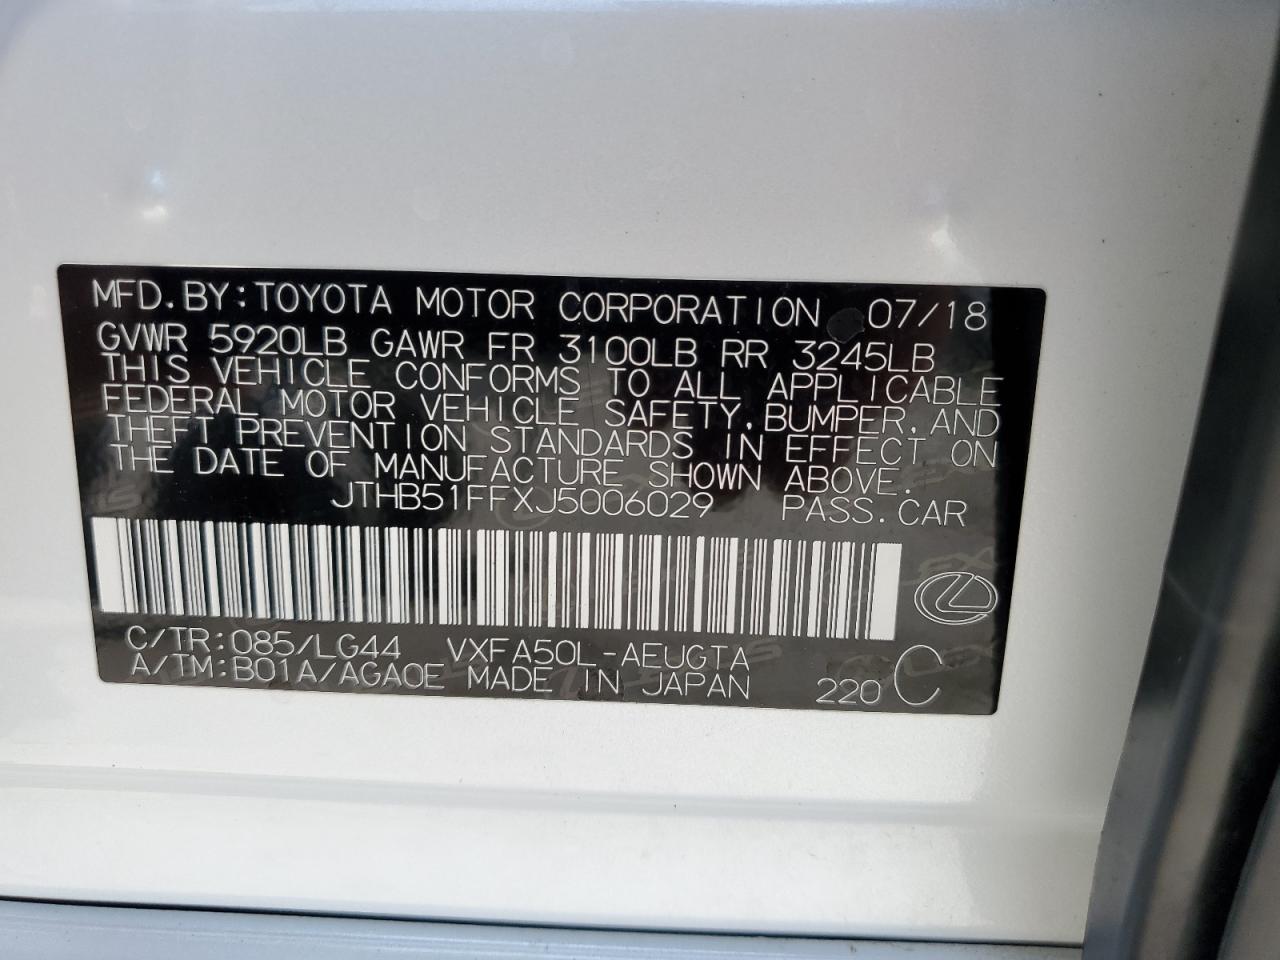 MFD.BY:TOYOTA MOTOR CORPORATION 07/18
GVWR 5920LB GAWR FR 3100LB RR 3245LB
THIS VEHICLE CONFORMS TO ALL APPLICABLE
FEDERAL MOTOR VEHICLE SAFETY,BUMPER,AND
THEFT PREVENTION STANDARDS IN EFFECT ON
THE DATE OF MANUFACTURE SHOWN ABOVE.
JTHB51FFXJ5006029 PASS.CAR
C/TR:085/LG44 VXFA50L-AEUGTA
A/TM:B01A/AGA0E MADE IN JAPAN 220 C